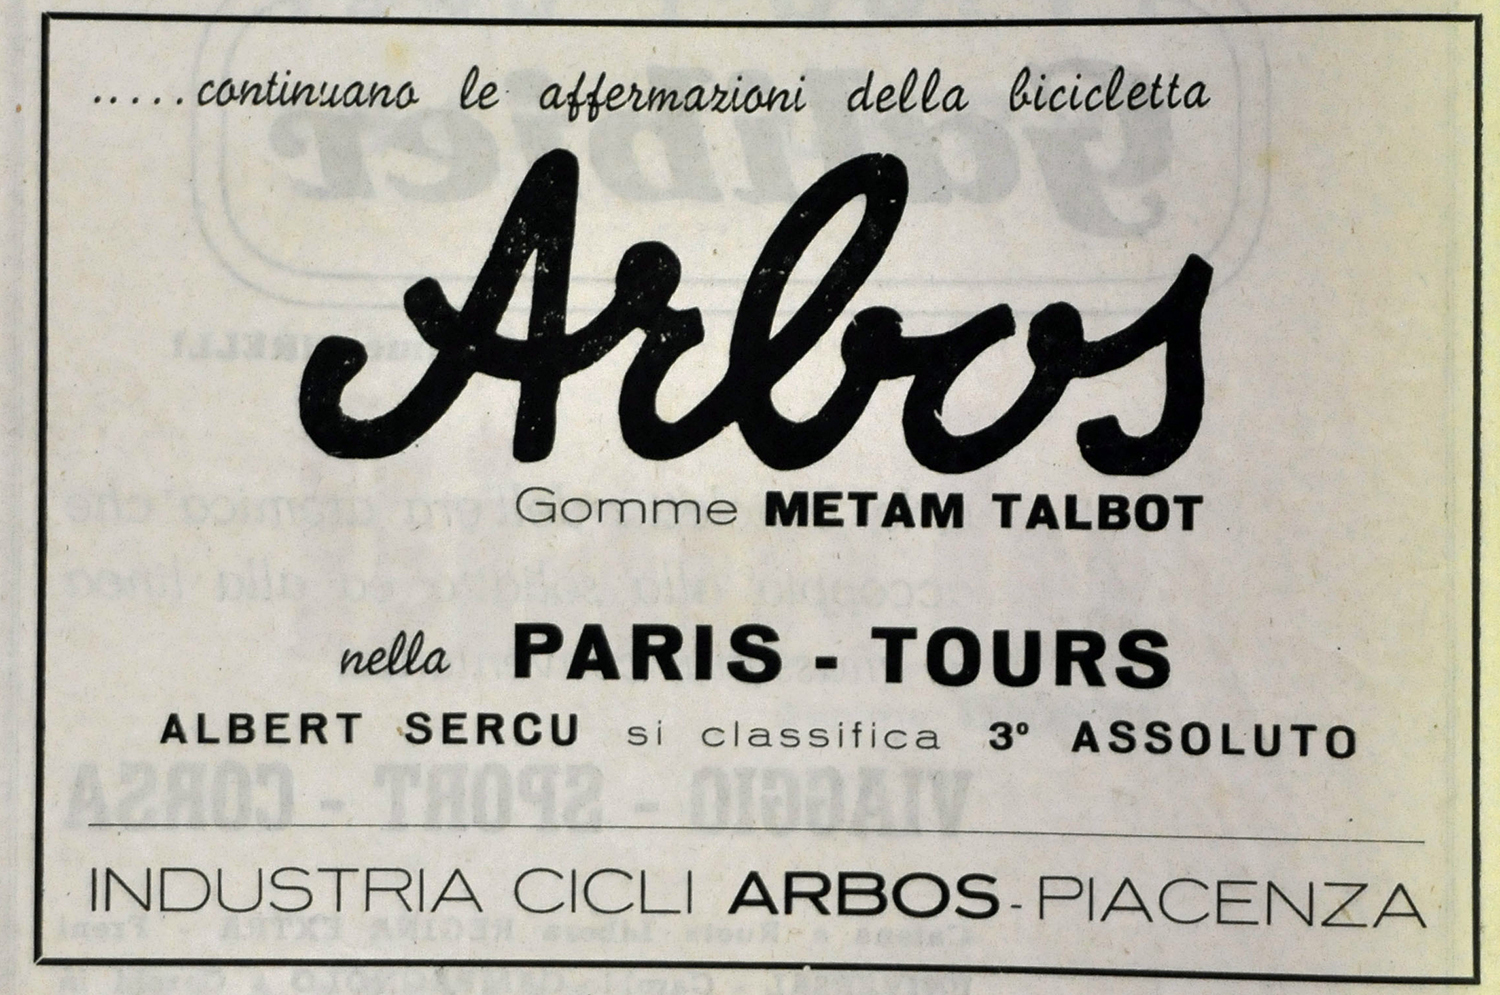 .....continuano le affermazioni della bicicletta
Arbos
Gomme METAM TALBOT
nella PARIS - TOURS
ALBERT SERCU si classifica 3º ASSOLUTO
INDUSTRIA CICLI ARBOS - PIACENZA